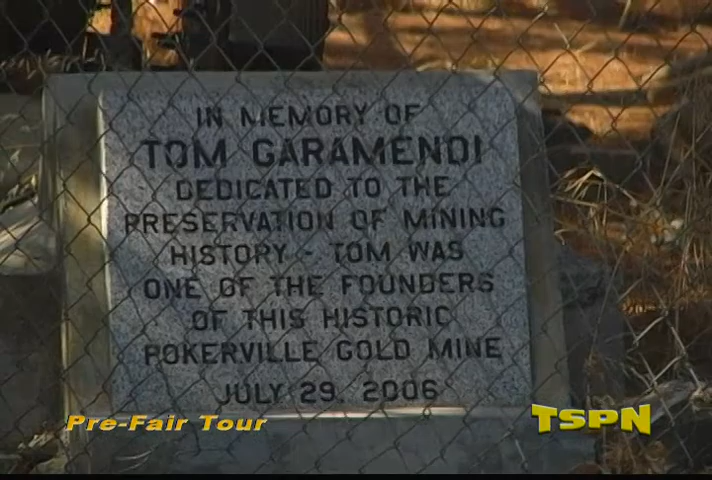 IN MEMORY OF
TOM GARAMENDI
DEDICATED TO THE
PRESERVATION OF MINING
HISTORY - TOM WAS
ONE OF THE FOUNDERS
OF THIS HISTORIC
POKERVILLE GOLD MINE
JULY 29, 2006
Pre-Fair Tour
TSPN